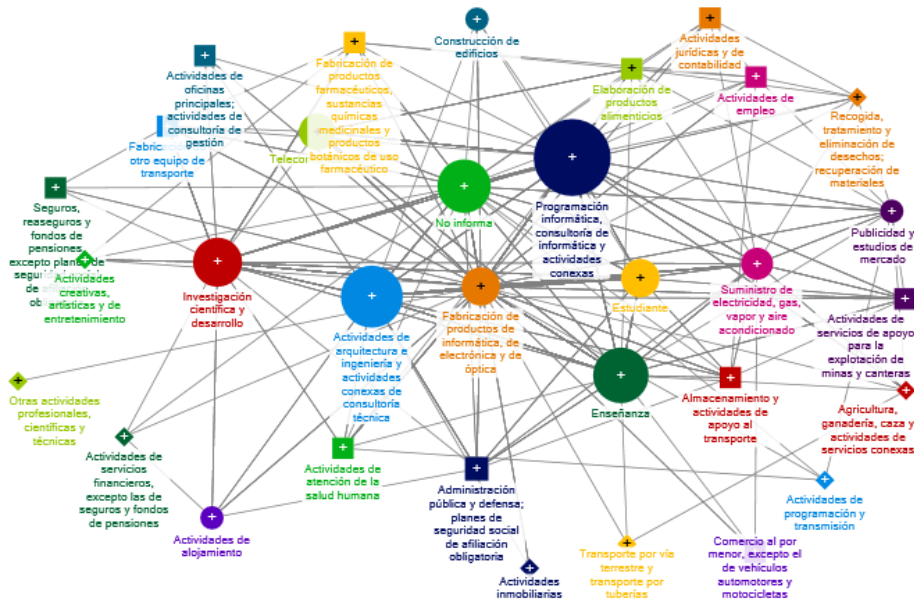 Construcción de
edificios
Actividades
jurídicas y de
contabilidad
Actividades de
oficinas
principales;
actividades de
consultoría de
gestión
Fabricación de
productos
farmacéuticos,
sustancias
químicas
medicinales y
productos
botánicos de uso
farmacéutico
Elaboración de
productos
alimenticios
Actividades de
empleo
Recogida,
tratamiento y
eliminación de
desechos;
recuperación de
materiales
otro equipo de
transporte
No informa
Programación
informática,
consultoría de
informática y
actividades
conexas
Seguros,
reaseguros y
fondos de
pensiones,
Publicidad y
estudios de
mercado
Actividades
creativas,
artísticas y de
entretenimiento
Investigación
científica y
desarrollo
Suministro de
electricidad, gas,
vapor y aire
acondicionado
Estudiante
Fabricación de
productos de
informática, de
electrónica y de
óptica
Actividades de
arquitectura e
ingeniería y
actividades
conexas de
consultoría
técnica
Actividades de
servicios de apoyo
para la
explotación de
minas y canteras
Otras actividades
profesionales,
científicas y
técnicas
Enseñanza
Almacenamiento y
actividades de
apoyo al
transporte
Agricultura,
ganadería, caza y
actividades de
servicios conexas
Actividades de
servicios
financieros,
excepto las de
seguros y fondos
de pensiones
Actividades de
atención de la
salud humana
Administración
pública y defensa;
planes de
seguridad social
de afiliación
obligatoria
Actividades de
programación y
transmisión
Actividades de
alojamiento
Actividades
inmobiliarias
Transporte por vía
terrestre y
transporte por
tuberías
Comercio al por
menor, excepto el
de vehículos
automotores y
motocicletas